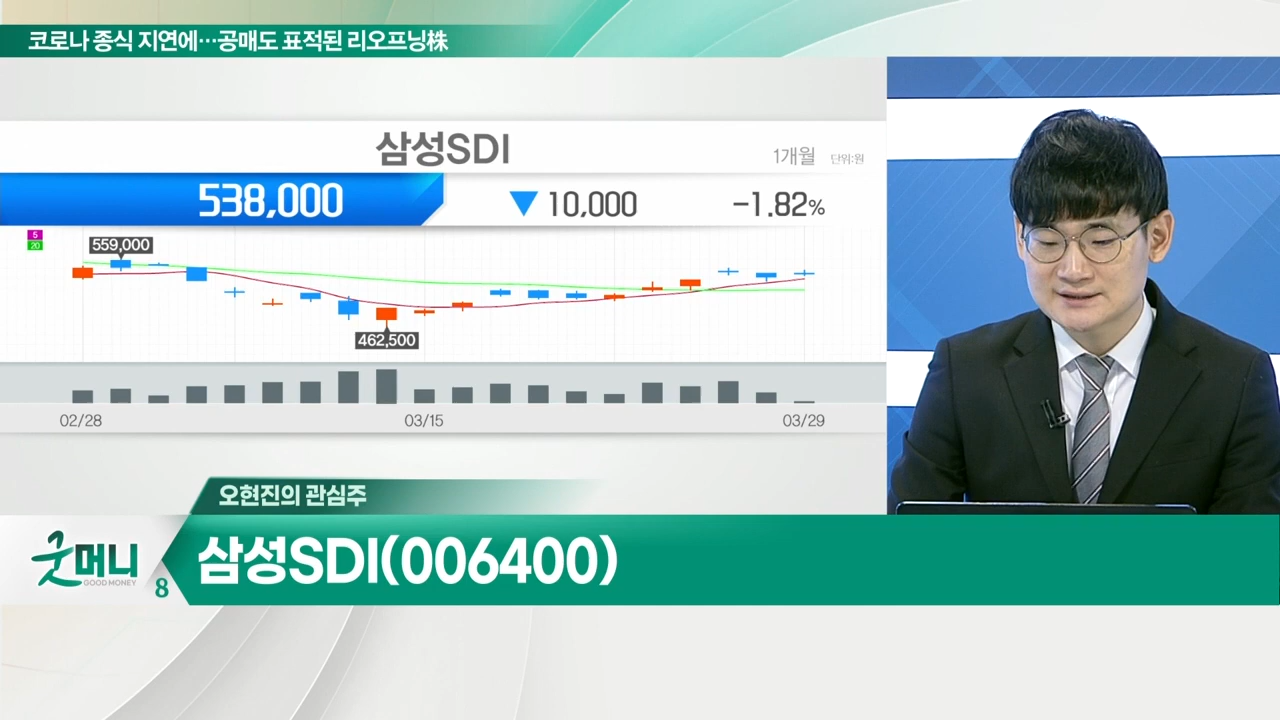 코로나 종식 지연에…공매도 표적된 리오프닝株
삼성SDI
1개월 단위:원
538,000 ▼ 10,000 -1.82%
5
20
559,000
462,500
02/28 03/15 03/29
오현진의 관심주
굿머니
GOOD MONEY
8
삼성SDI(006400)